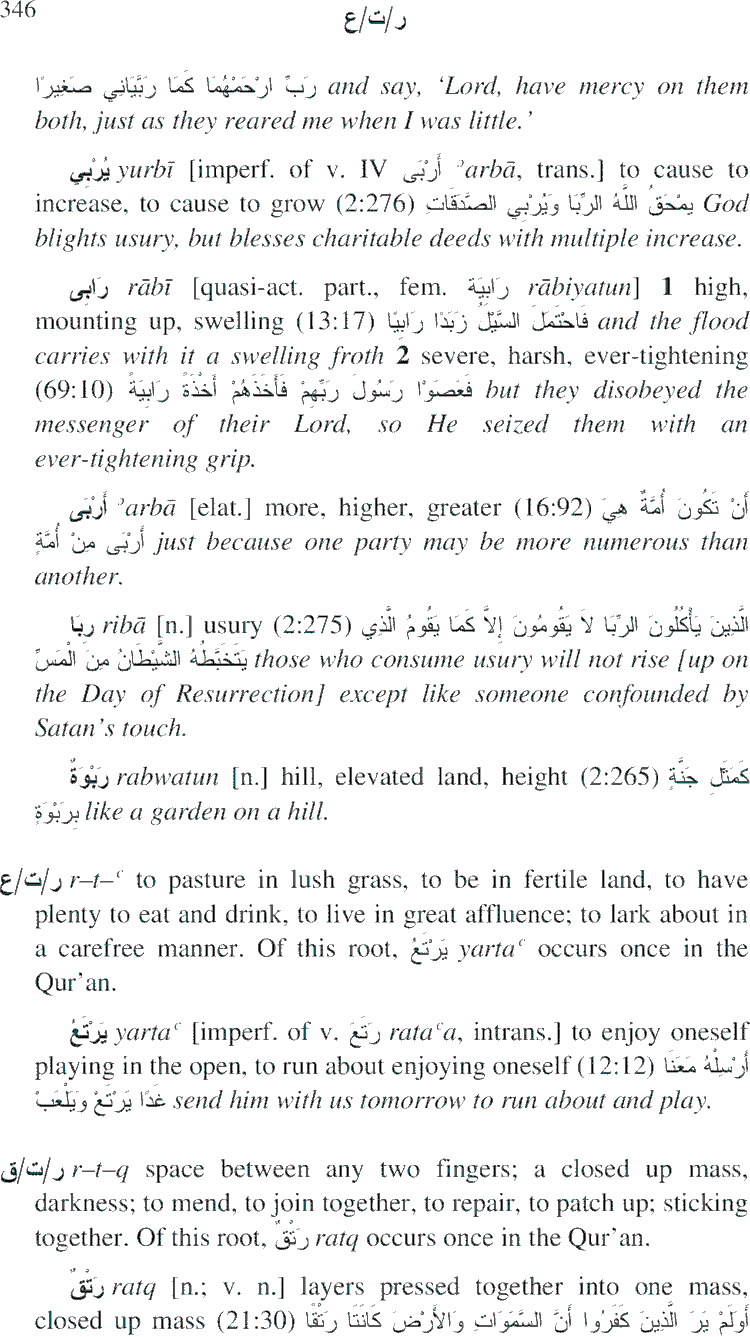 346
ر/ت/ع
رَبِّ ارْحَمْهُمَا كَمَا رَبَّيَانِي صَغِيرًا and say, ‘Lord, have mercy on them
both, just as they reared me when I was little.’
يُرْبِي yurbī [imperf. of v. IV أَرْبَى ʾarbā, trans.] to cause to
increase, to cause to grow (2:276) يَمْحَقُ اللَّهُ الرِّبَا وَيُرْبِي الصَّدَقَاتِ God
blights usury, but blesses charitable deeds with multiple increase.
رَابِى rābī [quasi-act. part., fem. رَابِيَة rābiyatun] 1 high,
mounting up, swelling (13:17) فَاحْتَمَلَ السَّيْلُ زَبَدًا رَابِيًا and the flood
carries with it a swelling froth 2 severe, harsh, ever-tightening
(69:10) فَعَصَوْا رَسُولَ رَبِّهِمْ فَأَخَذَهُمْ أَخْذَةً رَابِيَةً but they disobeyed the
messenger of their Lord, so He seized them with an
ever-tightening grip.
أَرْبَى ʾarbā [elat.] more, higher, greater (16:92) أَنْ تَكُونَ أُمَّةٌ هِيَ
أَرْبَى مِنْ أُمَّةٍ just because one party may be more numerous than
another.
رِبَا ribā [n.] usury (2:275) الَّذِينَ يَأْكُلُونَ الرِّبَا لَا يَقُومُونَ إِلَّا كَمَا يَقُومُ الَّذِي
يَتَخَبَّطُهُ الشَّيْطَانُ مِنَ الْمَسِّ those who consume usury will not rise [up on
the Day of Resurrection] except like someone confounded by
Satan’s touch.
رَبْوَةٌ rabwatun [n.] hill, elevated land, height (2:265) كَمَثَلِ جَنَّةٍ
بِرَبْوَةٍ like a garden on a hill.
ر/ت/ع r–t–ʿ to pasture in lush grass, to be in fertile land, to have
plenty to eat and drink, to live in great affluence; to lark about in
a carefree manner. Of this root, يَرْتَعُ yartaʿ occurs once in the
Qur’an.
يَرْتَعُ yartaʿ [imperf. of v. رَتَعَ rataʿa, intrans.] to enjoy oneself
playing in the open, to run about enjoying oneself (12:12) أَرْسِلْهُ مَعَنَا
غَدًا يَرْتَعْ وَيَلْعَبْ send him with us tomorrow to run about and play.
ر/ت/ق r–t–q space between any two fingers; a closed up mass,
darkness; to mend, to join together, to repair, to patch up; sticking
together. Of this root, رَتْقٌ ratq occurs once in the Qur’an.
رَتْقٌ ratq [n.; v. n.] layers pressed together into one mass,
closed up mass (21:30) أَوَلَمْ يَرَ الَّذِينَ كَفَرُوا أَنَّ السَّمَوَاتِ وَالْأَرْضَ كَانَتَا رَتْقًا